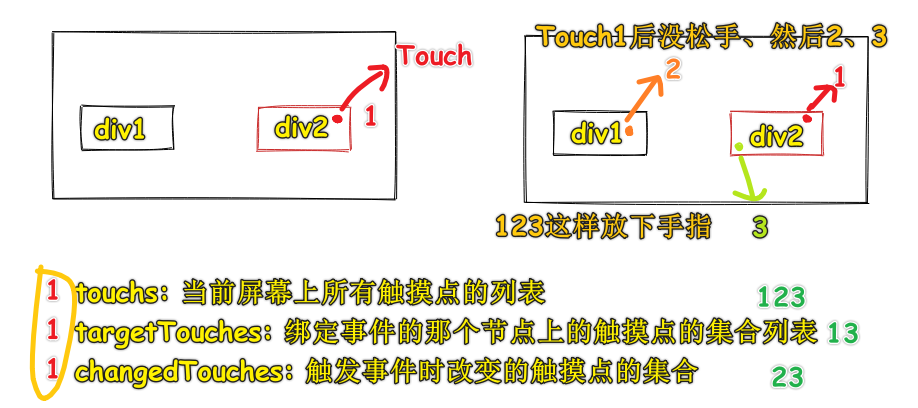 Touch
1
div1
div2
Touch1后没松手、然后2、3
2
1
div1
div2
123这样放下手指 3
1 touchs: 当前屏幕上所有触摸点的列表 123
1 targetTouches: 绑定事件的那个节点上的触摸点的集合列表 13
1 changedTouches: 触发事件时改变的触摸点的集合 23